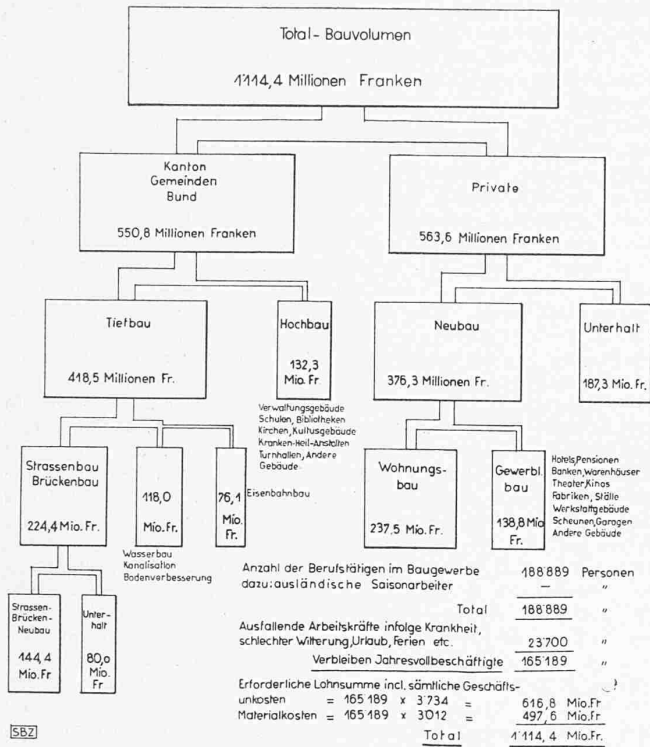 Total-Bauvolumen
1'114,4 Millionen Franken
Kanton
Gemeinden
Bund
550,8 Millionen Franken
Private
563,6 Millionen Franken
Tiefbau
418,5 Millionen Fr.
Hochbau
132,3
Mio. Fr.
Neubau
376,3 Millionen Fr.
Unterhalt
187,3 Mio. Fr.
Verwaltungsgebäude
Schulen, Bibliotheken
Kirchen, Kultusgebäude
Kranken-Heil-Anstalten
Turnhallen, Andere
Gebäude
Strassenbau
Brückenbau
224,4 Mio. Fr.
118,0
Mio. Fr.
Wasserbau
Kanalisation
Bodenverbesserung
76,1
Mio.
Fr.
Eisenbahnbau
Wohnungs-
bau
237,5 Mio. Fr.
Gewerbl.
bau
138,8 Mio
Fr.
Hotels, Pensionen
Banken, Warenhäuser
Theater, Kinos
Fabriken, Ställe
Werkstattgebäude
Scheunen, Garagen
Andere Gebäude
Strassen-
Brücken-
Neubau
144,4
Mio. Fr.
Unter-
halt
80,0
Mio.
Fr
Anzahl der Berufstätigen im Baugewerbe 188'889 Personen
dazu: ausländische Saisonarbeiter — "
Total 188'889 "
Ausfallende Arbeitskräfte infolge Krankheit,
schlechter Witterung, Urlaub, Ferien etc. 23'700 "
Verbleiben Jahresvollbeschäftigte 165'189 "
Erforderliche Lohnsumme incl. sämtliche Geschäfts-
unkosten = 165'189 x 3'734 = 616,8 Mio. Fr
Materialkosten = 165'189 x 3012 = 497,6 Mio. Fr
Total 1'114,4 Mio. Fr.
SBZ